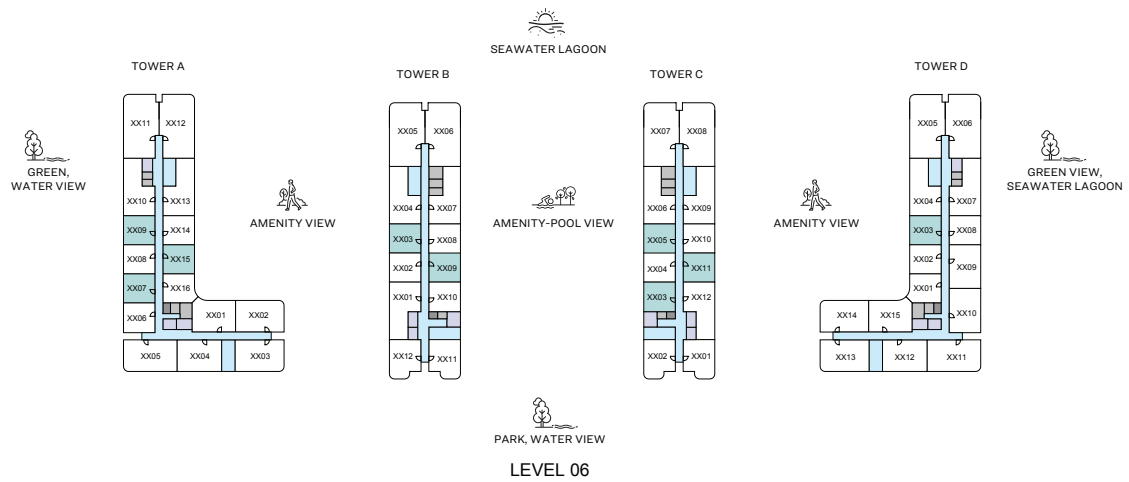 SEAWATER LAGOON
TOWER A
TOWER B
TOWER C
TOWER D
XX11 XX12
XX05 XX06
XX07 XX08
XX05 XX06
GREEN,
WATER VIEW
GREEN VIEW,
SEAWATER LAGOON
XX10 XX13
XX04 XX07
XX06 XX09
XX04 XX07
AMENITY VIEW
AMENITY-POOL VIEW
AMENITY VIEW
XX09 XX14
XX03 XX08
XX05 XX10
XX03 XX08
XX08 XX15
XX02 XX09
XX04 XX11
XX02 XX09
XX07 XX16
XX01 XX10
XX03 XX12
XX01
XX06 XX01 XX02
XX14 XX15 XX10
XX05 XX04 XX03
XX12 XX11
XX02 XX01
XX13 XX12 XX11
PARK, WATER VIEW
LEVEL 06